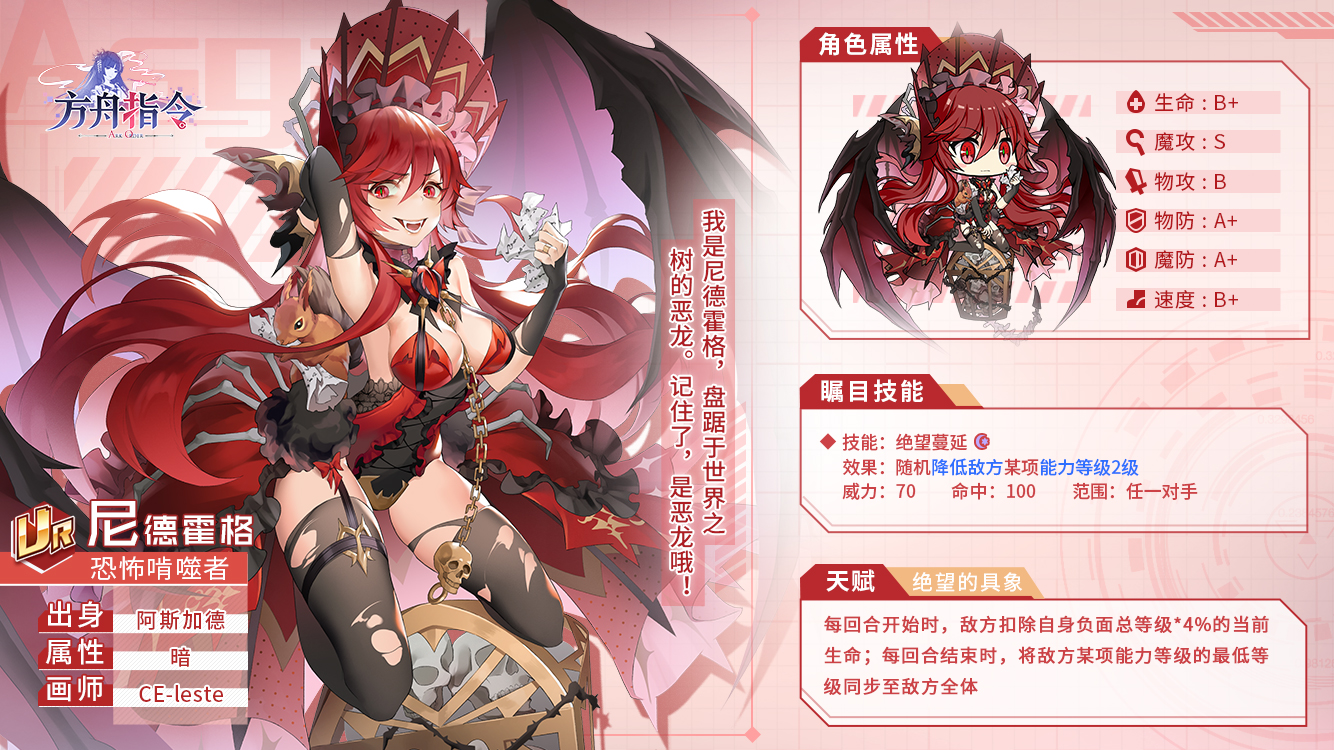 方舟指令
ARK ORDER
我是尼德霍格，盘踞于世界之
树的恶龙。记住了，是恶龙哦！
UR
尼德霍格
恐怖啃噬者
出身 阿斯加德
属性 暗
画师 CE-leste
角色属性
生命：B+
魔攻：S
物攻：B
物防：A+
魔防：A+
速度：B+
瞩目技能
技能：绝望蔓延
效果：随机降低敌方某项能力等级2级
威力：70 命中：100 范围：任一对手
天赋 绝望的具象
每回合开始时，敌方扣除自身负面总等级*4%的当前
生命；每回合结束时，将敌方某项能力等级的最低等
级同步至敌方全体